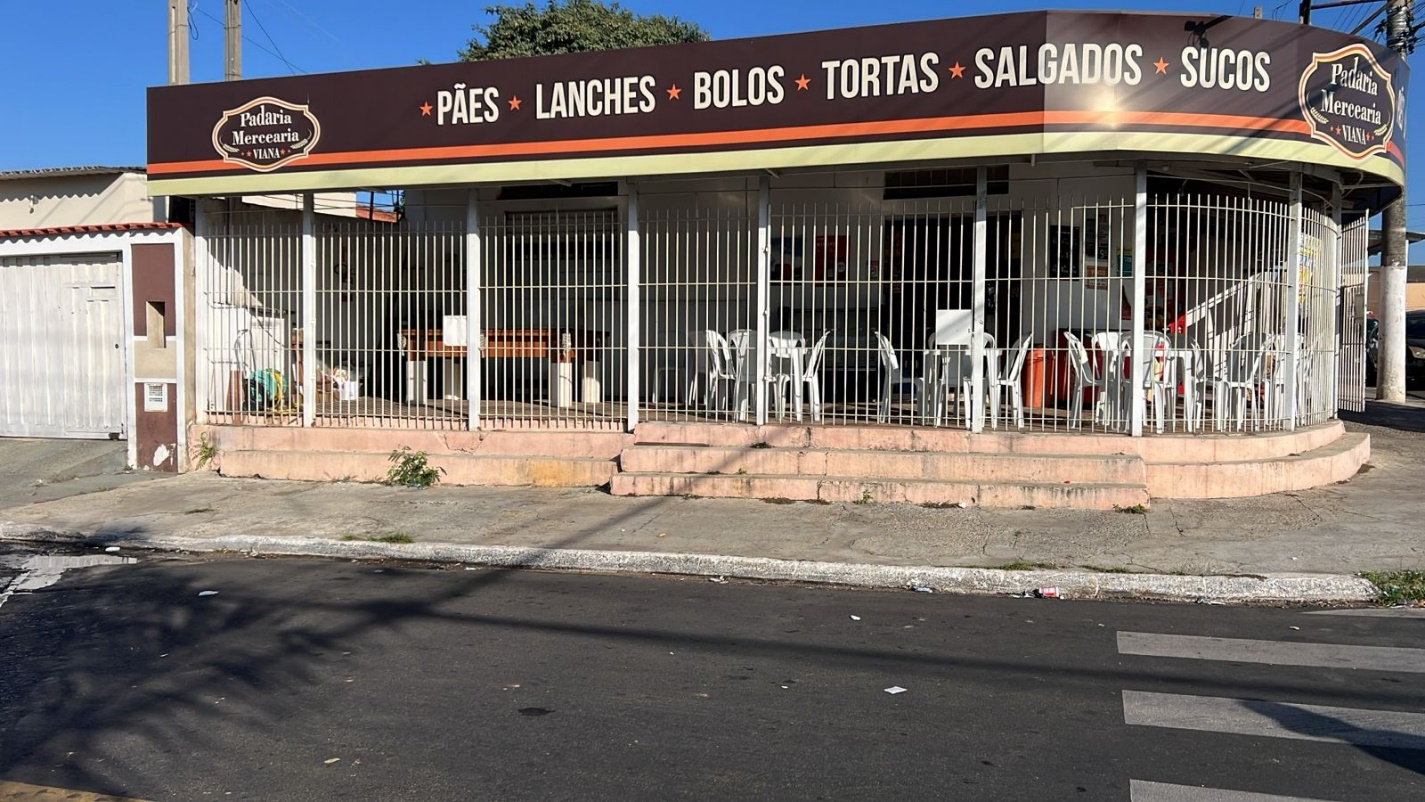 Padaria
Mercearia
★ VIANA ★
★ PÃES ★ LANCHES ★ BOLOS ★ TORTAS ★ SALGADOS ★ SUCOS
Padaria
Mercearia
★ VIANA ★